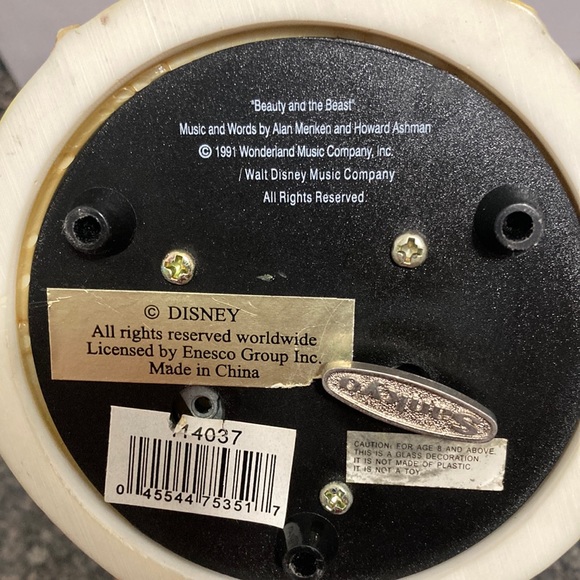 "Beauty and the Beast"
Music and Words by Alan Menken and Howard Ashman
© 1991 Wonderland Music Company, Inc.
/ Walt Disney Music Company
All Rights Reserved
© DISNEY
All rights reserved worldwide
Licensed by Enesco Group Inc.
Made in China
Sankyo
114037
0 45544 75351 7
CAUTION: FOR AGE 8 AND ABOVE.
THIS IS A GLASS DECORATION
IT IS NOT MADE OF PLASTIC.
IT IS NOT A TOY.